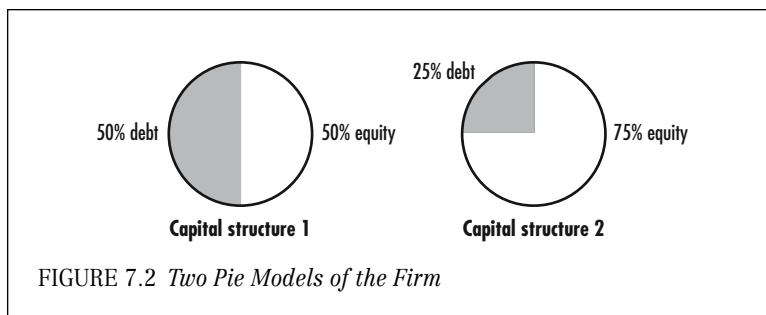 25% debt
50% debt
50% equity
75% equity
Capital structure 1
Capital structure 2
FIGURE 7.2 Two Pie Models of the Firm